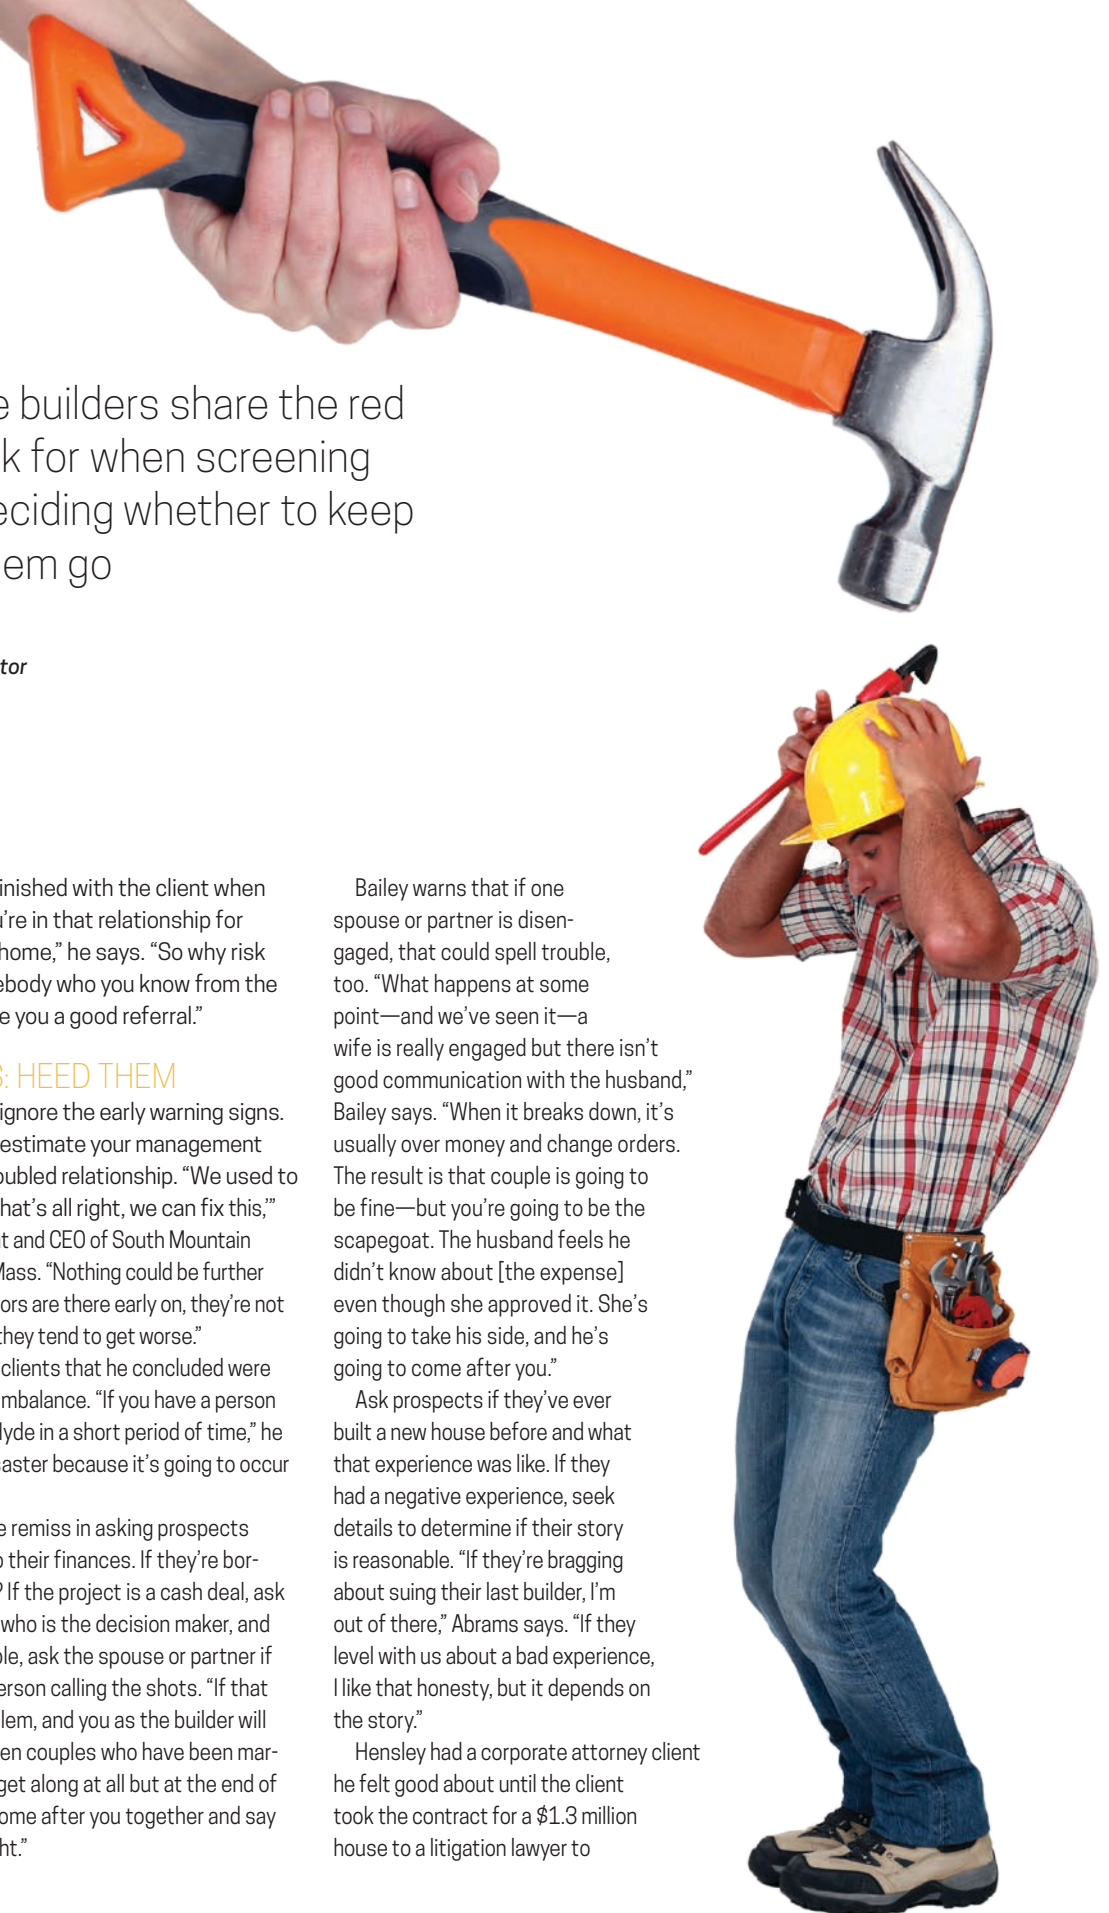 e builders share the red
k for when screening
eciding whether to keep
em go
tor
inished with the client when
u’re in that relationship for
home,” he says. “So why risk
ebody who you know from the
e you a good referral.”
S: HEED THEM
ignore the early warning signs.
estimate your management
oubled relationship. “We used to
hat’s all right, we can fix this,’”
t and CEO of South Mountain
Mass. “Nothing could be further
ors are there early on, they’re not
they tend to get worse.”
clients that he concluded were
mbalance. “If you have a person
lyde in a short period of time,” he
saster because it’s going to occur
e remiss in asking prospects
o their finances. If they’re bor-
? If the project is a cash deal, ask
who is the decision maker, and
ple, ask the spouse or partner if
erson calling the shots. “If that
lem, and you as the builder will
en couples who have been mar-
get along at all but at the end of
ome after you together and say
ht.”
Bailey warns that if one
spouse or partner is disen-
gaged, that could spell trouble,
too. “What happens at some
point—and we’ve seen it—a
wife is really engaged but there isn’t
good communication with the husband,”
Bailey says. “When it breaks down, it’s
usually over money and change orders.
The result is that couple is going to
be fine—but you’re going to be the
scapegoat. The husband feels he
didn’t know about [the expense]
even though she approved it. She’s
going to take his side, and he’s
going to come after you.”
Ask prospects if they’ve ever
built a new house before and what
that experience was like. If they
had a negative experience, seek
details to determine if their story
is reasonable. “If they’re bragging
about suing their last builder, I’m
out of there,” Abrams says. “If they
level with us about a bad experience,
I like that honesty, but it depends on
the story.”
Hensley had a corporate attorney client
he felt good about until the client
took the contract for a $1.3 million
house to a litigation lawyer to